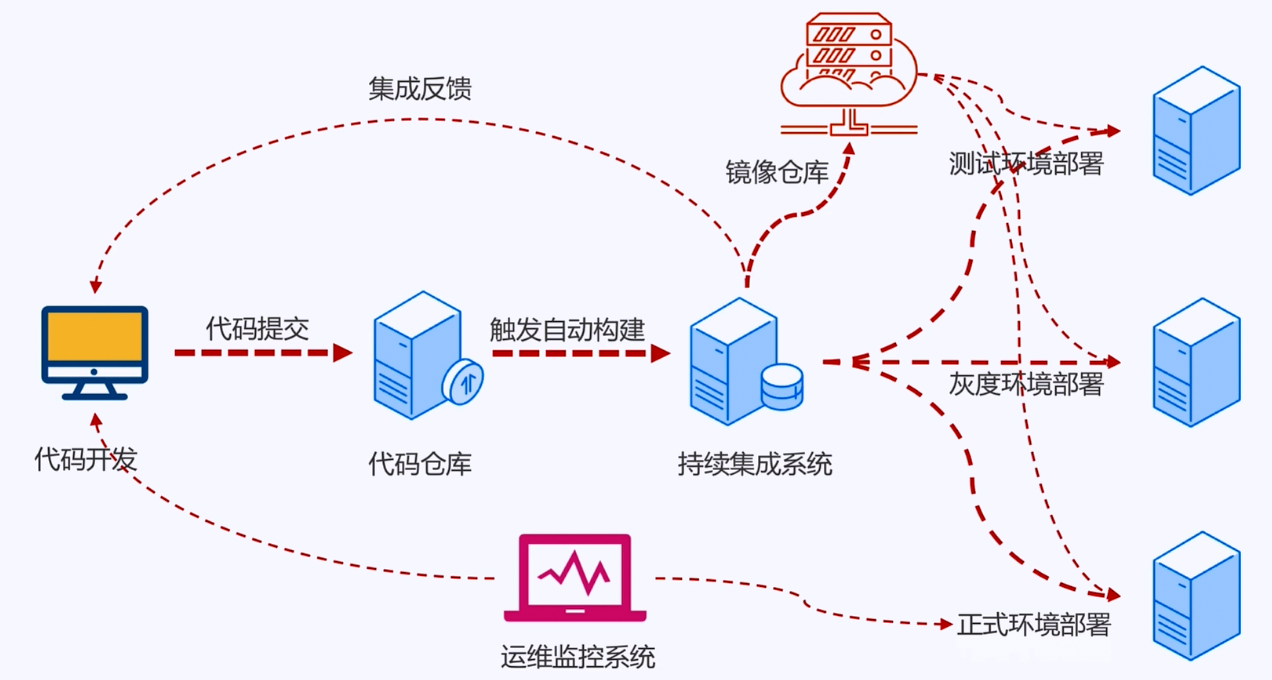 集成反馈
镜像仓库
测试环境部署
代码提交
触发自动构建
灰度环境部署
代码开发
代码仓库
持续集成系统
正式环境部署
运维监控系统